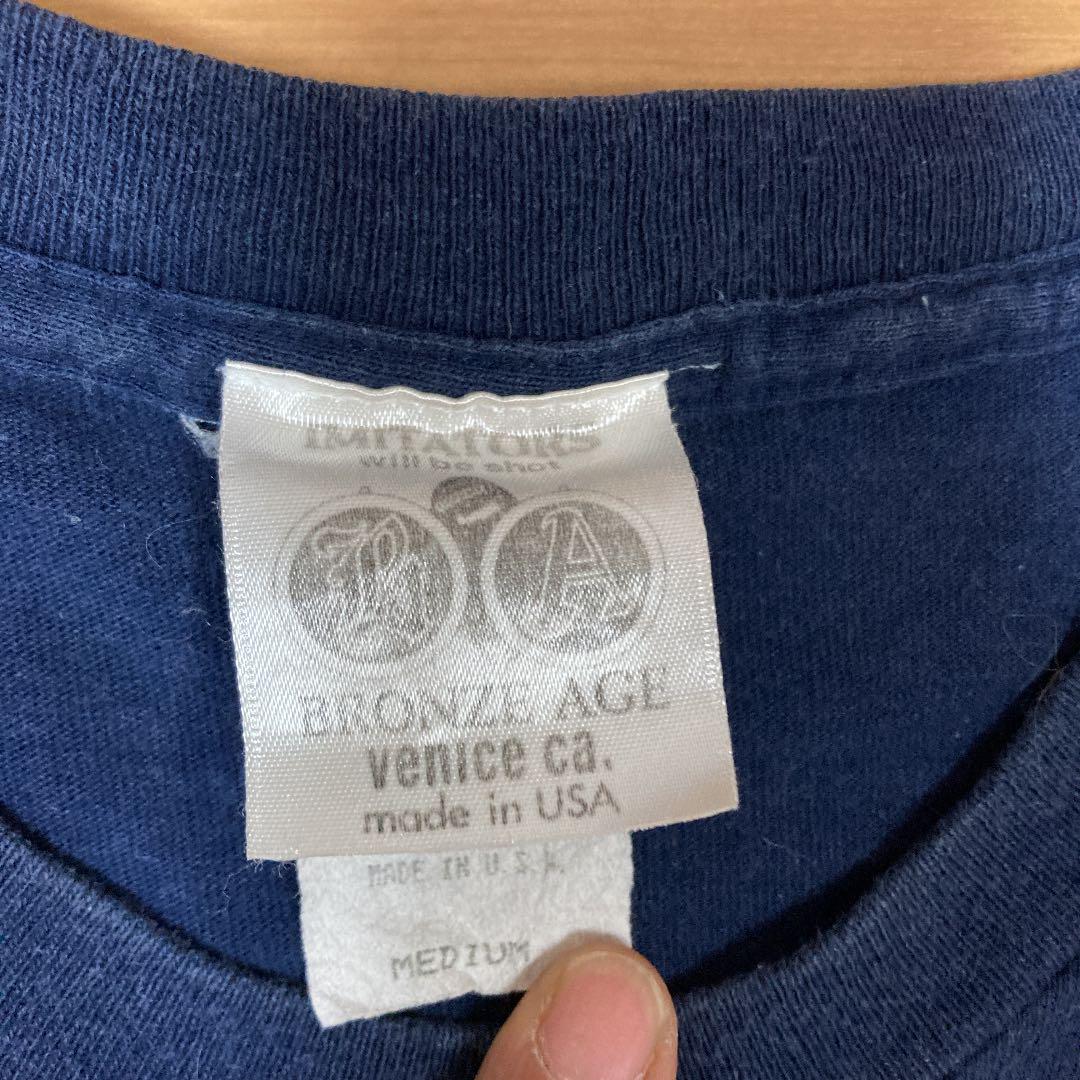 IMITATORS
will be shot
B A
BRONZE AGE
Venice ca.
made in USA
MADE IN U.S.A.
MEDIUM